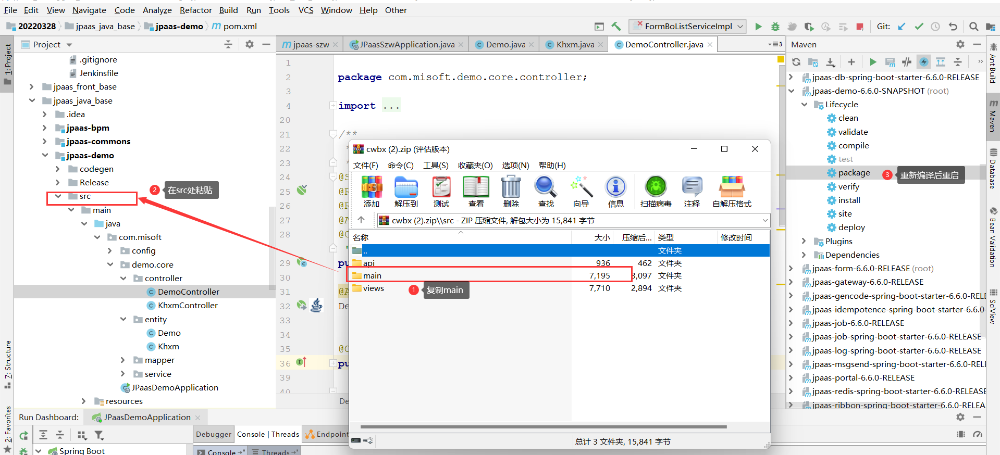 File Edit View Navigate Code Analyze Refactor Build Run Tools VCS Window Help Other
20220328 jpaas_java_base jpaas-demo pom.xml
FormBoListServiceImpl
Git:
1: Project
7: Structure
2: Favorites
Project
.gitignore
Jenkinsfile
jpaas_front_base
jpaas_java_base
.idea
jpaas-bpm
jpaas-commons
jpaas-demo
codegen
Release
src
main
java
com.misoft
config
demo.core
controller
DemoController
KhxmController
entity
Demo
Khxm
mapper
service
JPaasDemoApplication
resources
2 在src处粘贴
jpaas-szw JPaasSzwApplication.java Demo.java Khxm.java DemoController.java
3
1
2 package com.misoft.demo.core.controller;
3
4 import ...
20
21 /**
22 *
23 *
24 @S
25 @R
26 @R
27 @A
28 @C
"
29 pu
30
31 @A
32 De
33
34
35 @C
36 pu
39
40
De
cwbx (2).zip (评估版本)
文件(F) 命令(C) 工具(S) 收藏夹(O) 选项(N) 帮助(H)
添加 解压到 测试 查看 删除 查找 向导 信息 扫描病毒 注释 自解压格式
cwbx (2).zip\\src - ZIP 压缩文件, 解包大小为 15,841 字节
名称 大小 压缩后... 类型 修改时间
.. 文件夹
api 936 462 文件夹
main 7,195 3,097 文件夹
views 7,710 2,894 文件夹
1 复制main
总计 3 文件夹, 15,841 字节
Maven
jpaas-db-spring-boot-starter-6.6.0-RELEASE
jpaas-demo-6.6.0-SNAPSHOT (root)
Lifecycle
clean
validate
compile
test
package
3 重新编译后重启
verify
install
site
deploy
Plugins
Dependencies
jpaas-form-6.6.0-RELEASE (root)
jpaas-gateway-6.6.0-RELEASE
jpaas-gencode-spring-boot-starter-6.6.0-RELE
jpaas-idempotence-spring-boot-starter-6.6.0-
jpaas-job-6.6.0-RELEASE
jpaas-job-spring-boot-starter-6.6.0-RELEASE
jpaas-log-spring-boot-starter-6.6.0-RELEASE
jpaas-msgsend-spring-boot-starter-6.6.0-RELE
jpaas-portal-6.6.0-RELEASE
jpaas-redis-spring-boot-starter-6.6.0-RELEASE
jpaas-ribbon-spring-boot-starter-6.6.0-RELEA
Ant Build
Maven
Database
Bean Validation
SciView
Run Dashboard: JPaasDemoApplication
Debugger Console | Threads Endpoint
Spring Boot
Console Threads